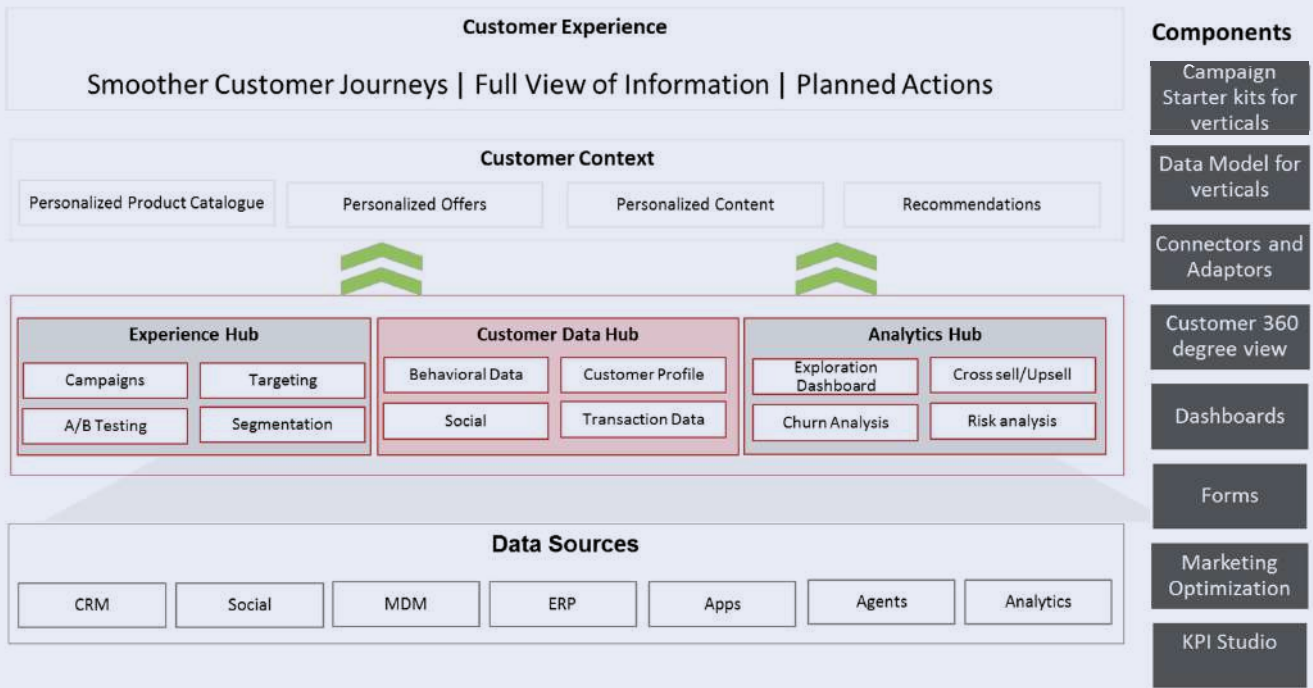 Customer Experience
Smoother Customer Journeys | Full View of Information | Planned Actions
Customer Context
Personalized Product Catalogue
Personalized Offers
Personalized Content
Recommendations
Experience Hub
Campaigns
Targeting
A/B Testing
Segmentation
Customer Data Hub
Behavioral Data
Customer Profile
Social
Transaction Data
Analytics Hub
Exploration
Dashboard
Cross sell/Upsell
Churn Analysis
Risk analysis
Data Sources
CRM
Social
MDM
ERP
Apps
Agents
Analytics
Components
Campaign
Starter kits for
verticals
Data Model for
verticals
Connectors and
Adaptors
Customer 360
degree view
Dashboards
Forms
Marketing
Optimization
KPI Studio